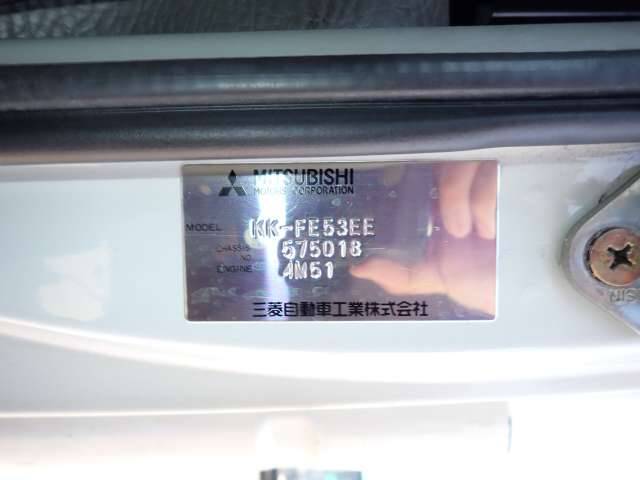 MITSUBISHI
MOTORS CORPORATION
MODEL KK-FE53EE
CHASSIS NO. 575018
ENGINE 4M51
三菱自動車工業株式会社